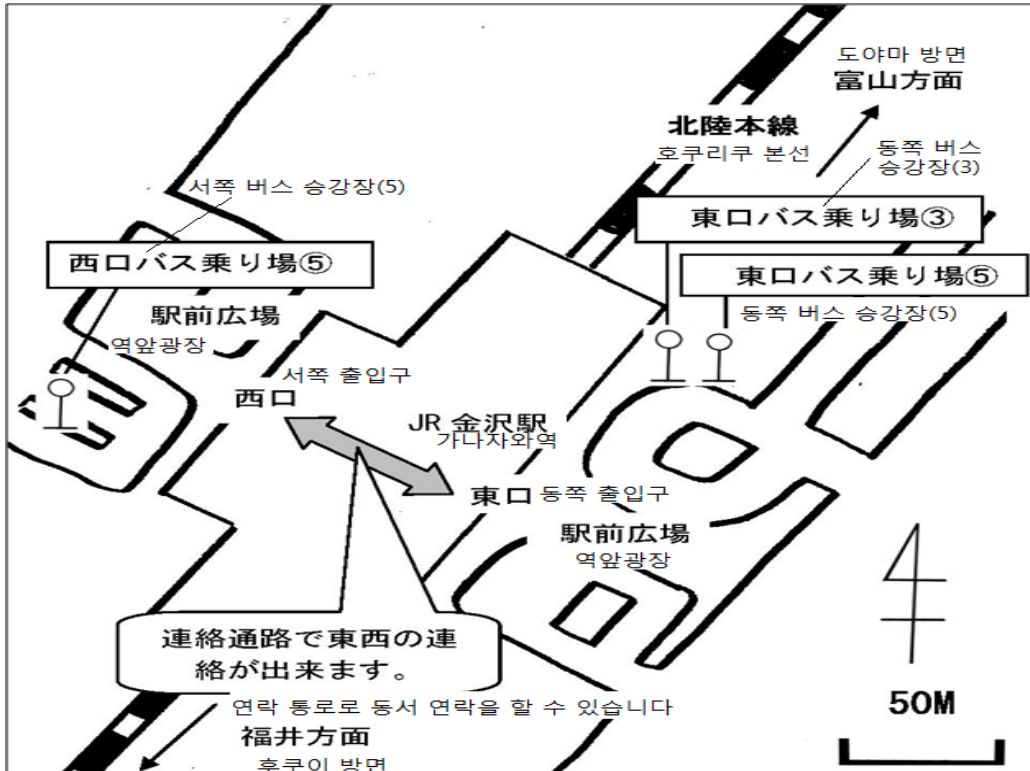 도야마 방면
富山方面
北陸本線
호쿠리쿠 본선
동쪽 버스
승강장(3)
서쪽 버스 승강장(5)
東口バス乗り場③
西口バス乗り場⑤
東口バス乗り場⑤
동쪽 버스 승강장(5)
駅前広場
역앞광장
서쪽 출입구
西口
JR 金沢駅
가나자와역
東口 동쪽 출입구
駅前広場
역앞광장
連絡通路で東西の連
絡が出来ます。
연락 통로로 동서 연락을 할 수 있습니다
福井方面
후쿠이 방면
50M